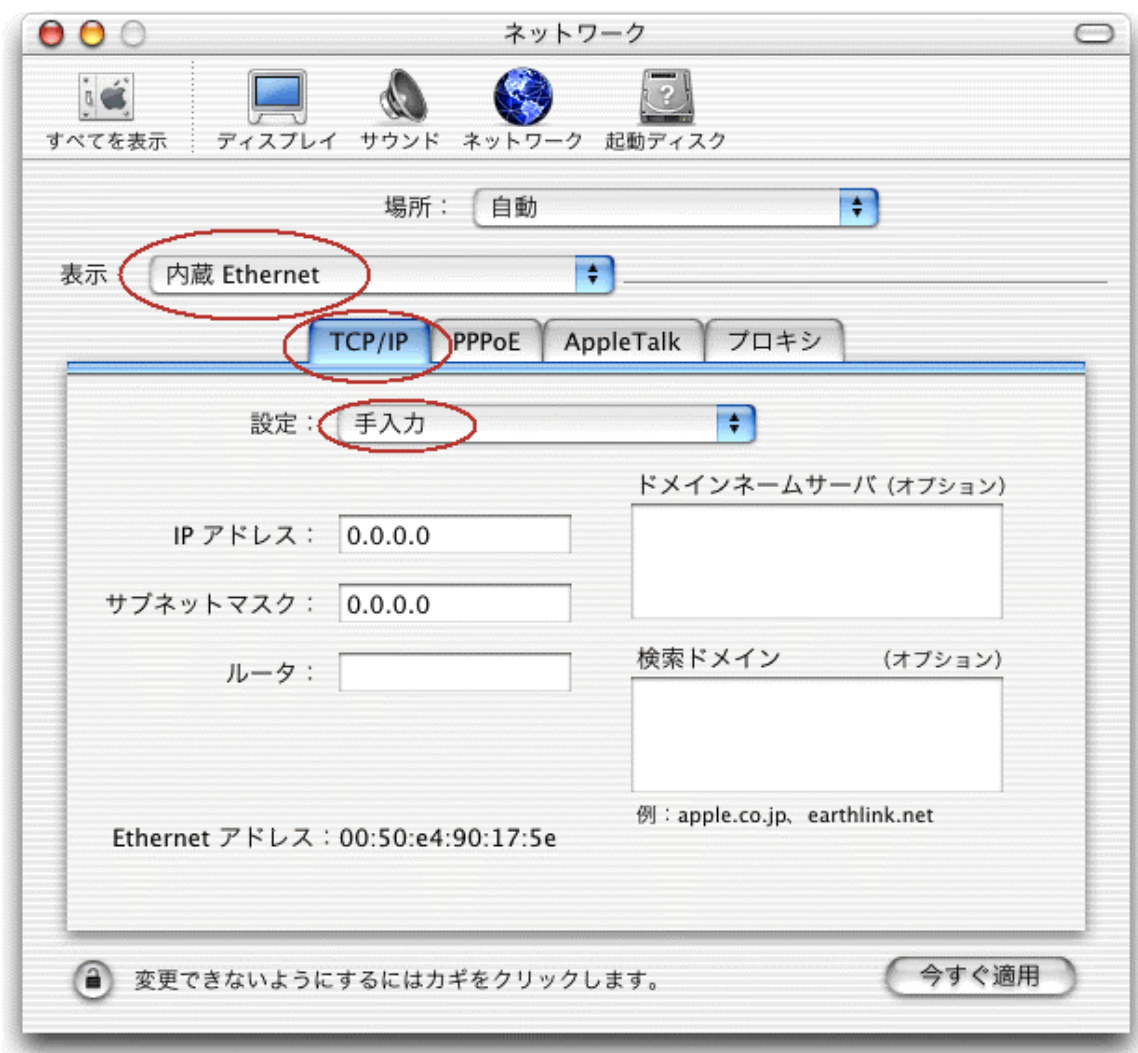 ネットワーク
すべてを表示 ディスプレイ サウンド ネットワーク 起動ディスク
場所： 自動
表示 内蔵 Ethernet
TCP/IP PPPoE AppleTalk プロキシ
設定： 手入力
ドメインネームサーバ (オプション)
IP アドレス： 0.0.0.0
サブネットマスク： 0.0.0.0
検索ドメイン (オプション)
ルータ：
例：apple.co.jp、earthlink.net
Ethernet アドレス：00:50:e4:90:17:5e
変更できないようにするにはカギをクリックします。 今すぐ適用